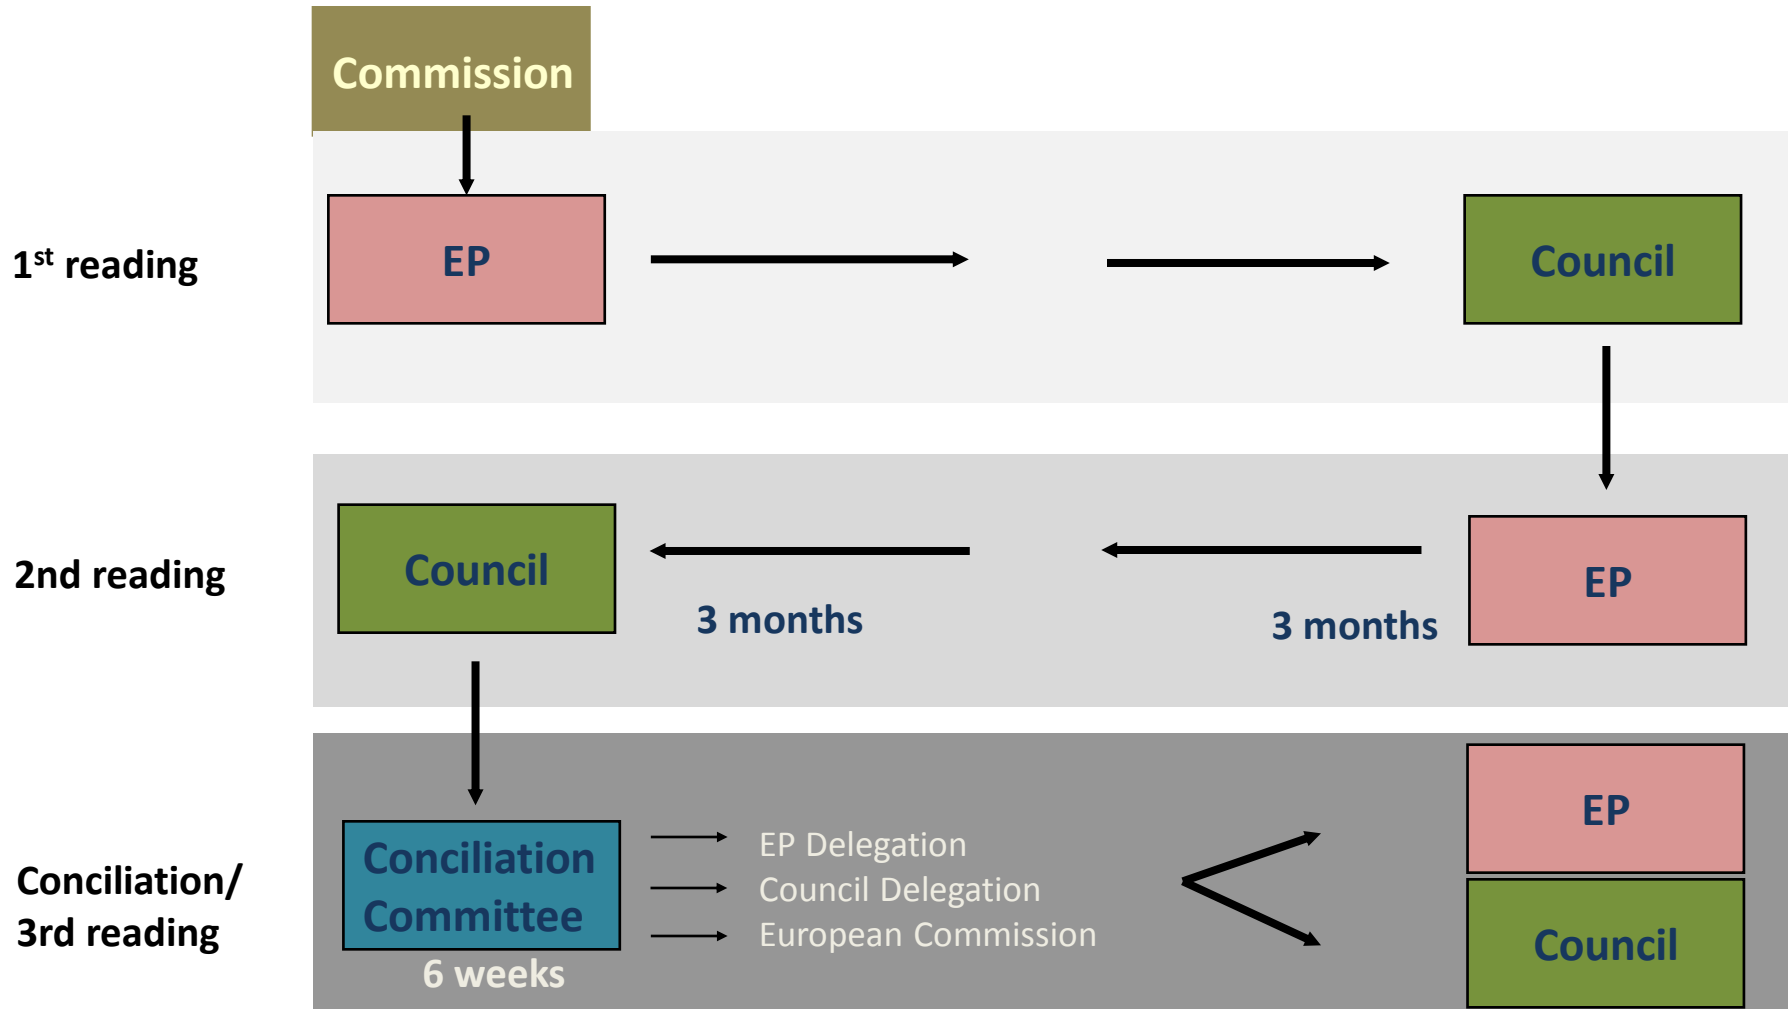 Commission
1st reading
EP
Council
2nd reading
Council
3 months
3 months
EP
Conciliation/
3rd reading
Conciliation
Committee
6 weeks
EP Delegation
Council Delegation
European Commission
EP
Council